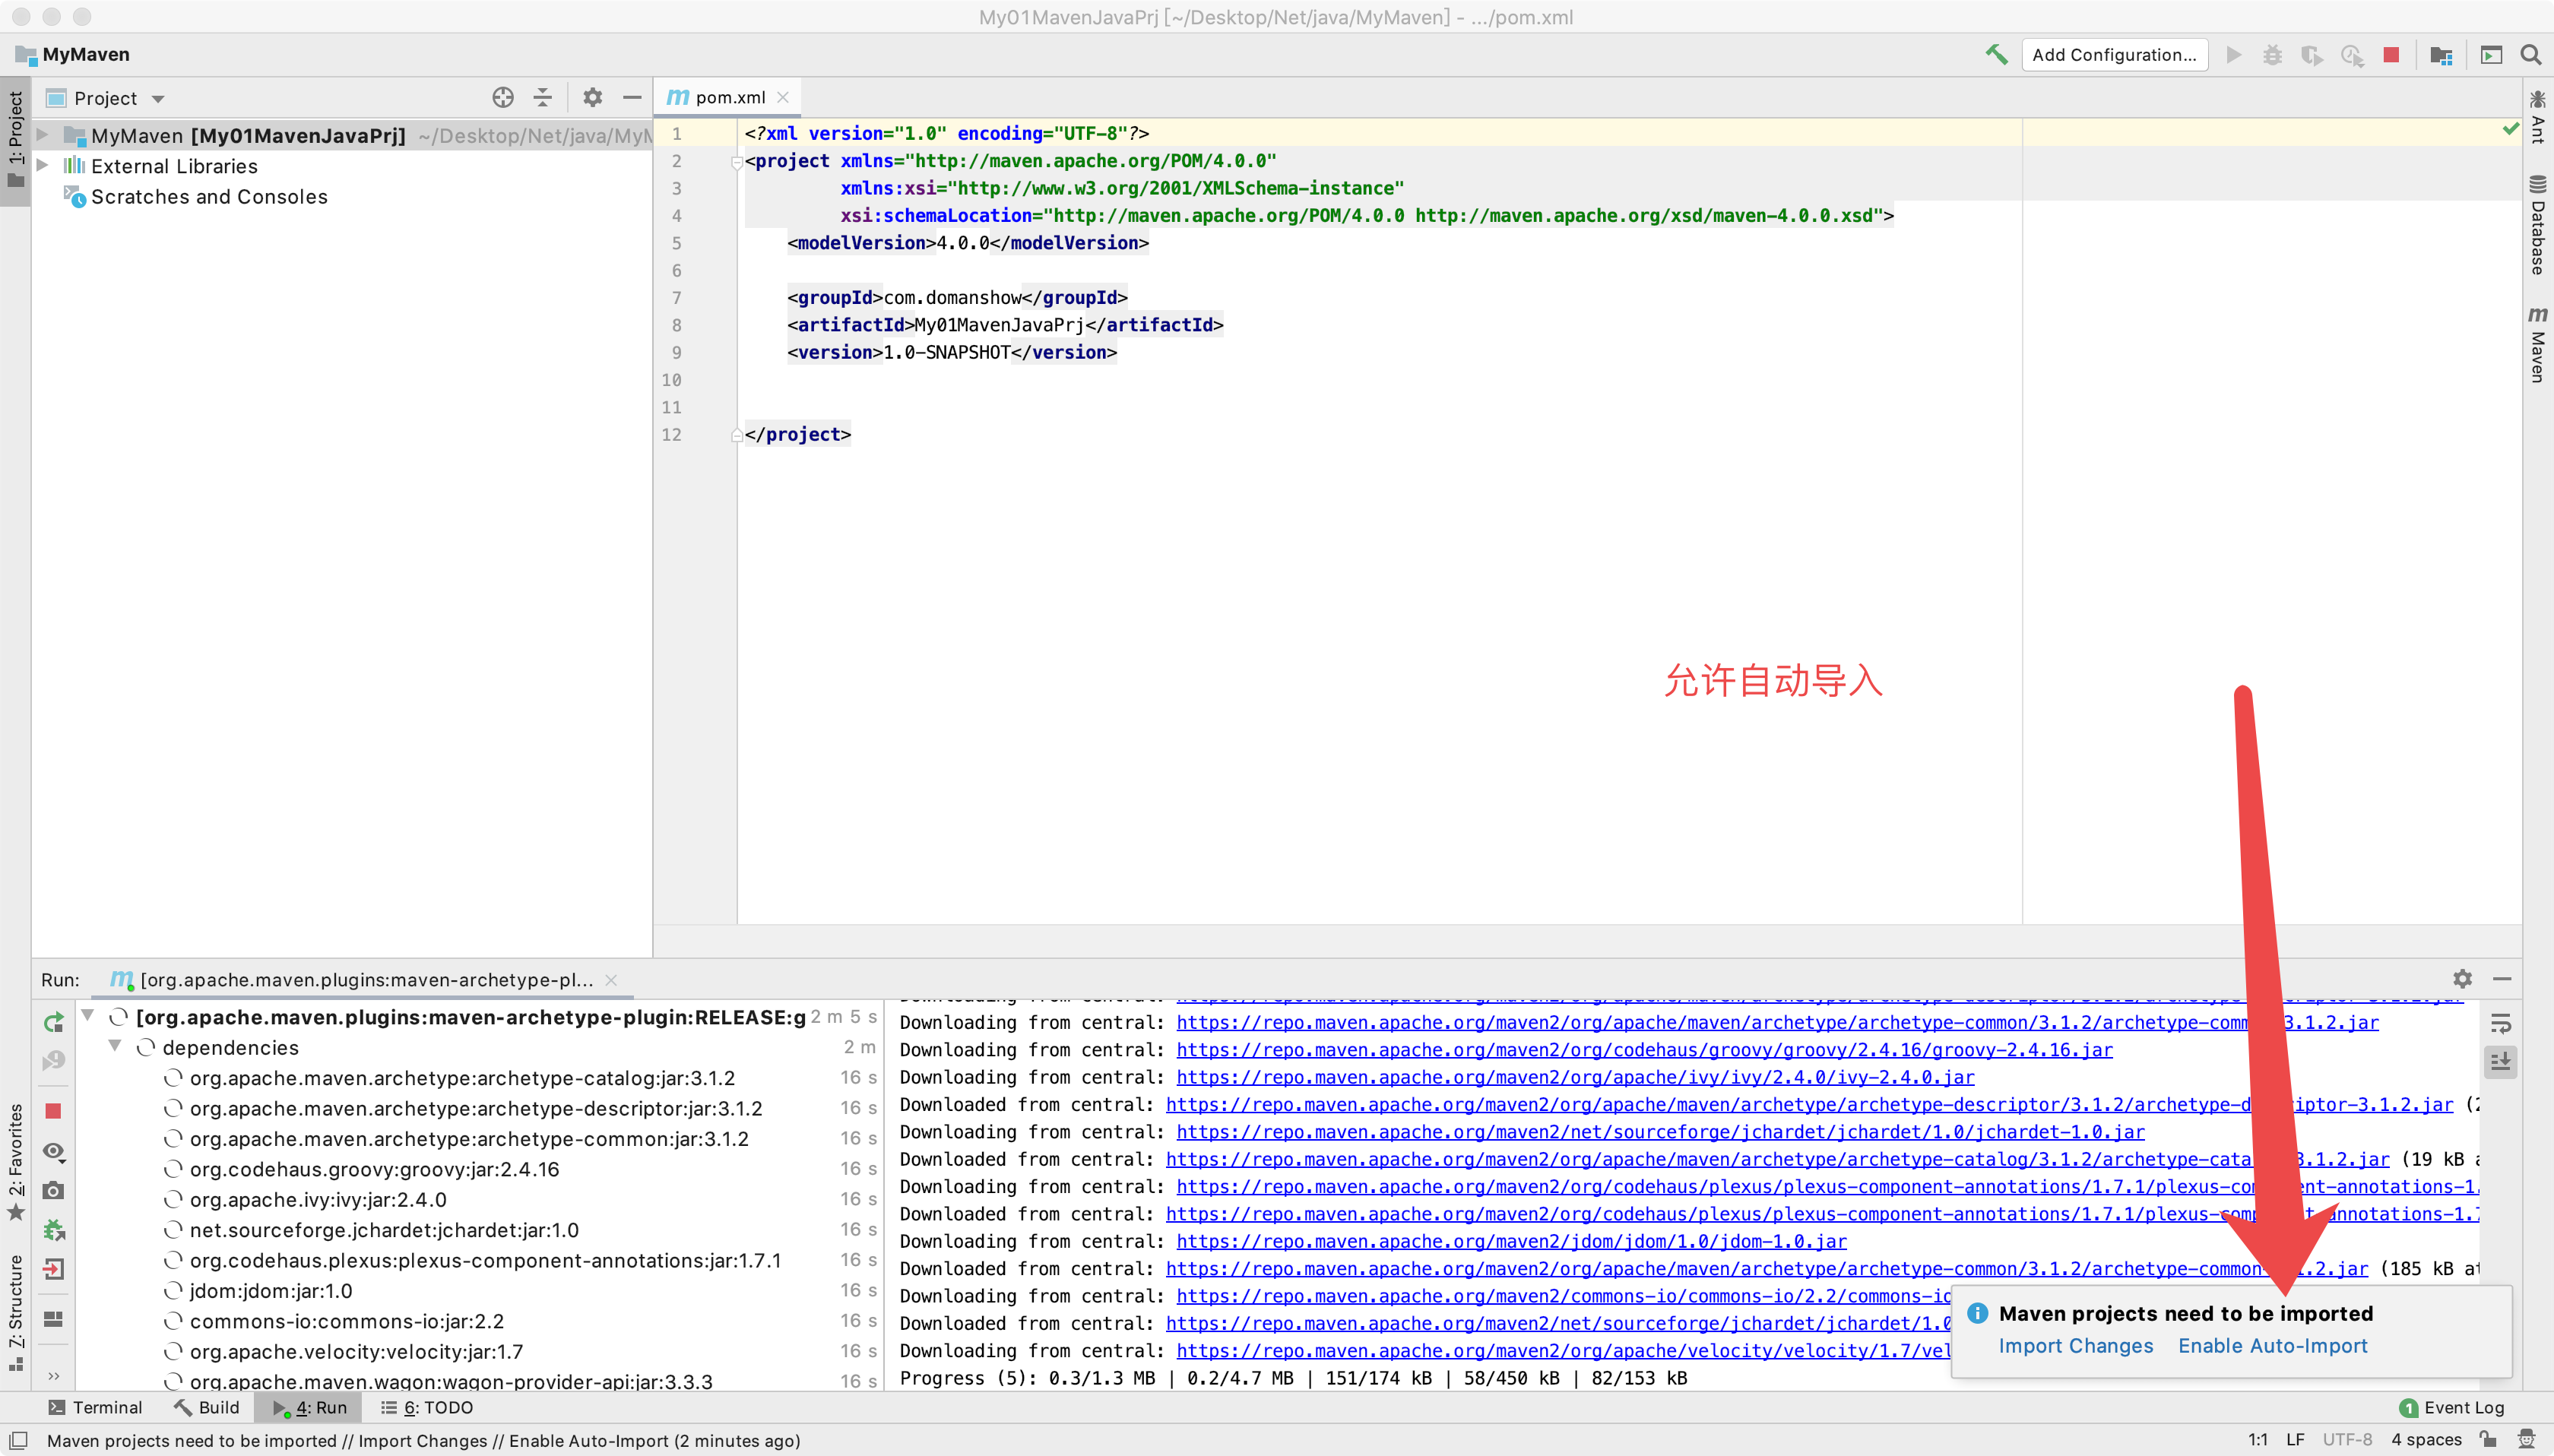 My01MavenJavaPrj [~/Desktop/Net/java/MyMaven] - .../pom.xml
MyMaven
Add Configuration...
1: Project
Project
pom.xml
MyMaven [My01MavenJavaPrj] ~/Desktop/Net/java/MyM
External Libraries
Scratches and Consoles
1 <?xml version="1.0" encoding="UTF-8"?>
2 <project xmlns="http://maven.apache.org/POM/4.0.0"
3 xmlns:xsi="http://www.w3.org/2001/XMLSchema-instance"
4 xsi:schemaLocation="http://maven.apache.org/POM/4.0.0 http://maven.apache.org/xsd/maven-4.0.0.xsd">
5 <modelVersion>4.0.0</modelVersion>
6
7 <groupId>com.domanshow</groupId>
8 <artifactId>My01MavenJavaPrj</artifactId>
9 <version>1.0-SNAPSHOT</version>
10
11
12 </project>
允许自动导入
Ant
Database
Maven
2: Favorites
Z: Structure
Run: [org.apache.maven.plugins:maven-archetype-pl...
[org.apache.maven.plugins:maven-archetype-plugin:RELEASE:g 2 m 5 s
dependencies 2 m
org.apache.maven.archetype:archetype-catalog:jar:3.1.2 16 s
org.apache.maven.archetype:archetype-descriptor:jar:3.1.2 16 s
org.apache.maven.archetype:archetype-common:jar:3.1.2 16 s
org.codehaus.groovy:groovy:jar:2.4.16 16 s
org.apache.ivy:ivy:jar:2.4.0 16 s
net.sourceforge.jchardet:jchardet:jar:1.0 16 s
org.codehaus.plexus:plexus-component-annotations:jar:1.7.1 16 s
jdom:jdom:jar:1.0 16 s
commons-io:commons-io:jar:2.2 16 s
org.apache.velocity:velocity:jar:1.7 16 s
org.apache.maven.wagon:wagon-provider-api:jar:3.3.3 16 s
Downloading from central: https://repo.maven.apache.org/maven2/org/apache/maven/archetype/archetype-common/3.1.2/archetype-comm 3.1.2.jar
Downloading from central: https://repo.maven.apache.org/maven2/org/codehaus/groovy/groovy/2.4.16/groovy-2.4.16.jar
Downloading from central: https://repo.maven.apache.org/maven2/org/apache/ivy/ivy/2.4.0/ivy-2.4.0.jar
Downloaded from central: https://repo.maven.apache.org/maven2/org/apache/maven/archetype/archetype-descriptor/3.1.2/archetype-d iptor-3.1.2.jar (2
Downloading from central: https://repo.maven.apache.org/maven2/net/sourceforge/jchardet/jchardet/1.0/jchardet-1.0.jar
Downloaded from central: https://repo.maven.apache.org/maven2/org/apache/maven/archetype/archetype-catalog/3.1.2/archetype-cata 3.1.2.jar (19 kB a
Downloading from central: https://repo.maven.apache.org/maven2/org/codehaus/plexus/plexus-component-annotations/1.7.1/plexus-co nt-annotations-1.
Downloaded from central: https://repo.maven.apache.org/maven2/org/codehaus/plexus/plexus-component-annotations/1.7.1/plexus-comp nnotations-1.7
Downloading from central: https://repo.maven.apache.org/maven2/jdom/jdom/1.0/jdom-1.0.jar
Downloaded from central: https://repo.maven.apache.org/maven2/org/apache/maven/archetype/archetype-common/3.1.2/archetype-common .1.2.jar (185 kB at
Downloading from central: https://repo.maven.apache.org/maven2/commons-io/commons-io/2.2/commons-io
Downloaded from central: https://repo.maven.apache.org/maven2/net/sourceforge/jchardet/jchardet/1.0
Downloading from central: https://repo.maven.apache.org/maven2/org/apache/velocity/velocity/1.7/vel
Progress (5): 0.3/1.3 MB | 0.2/4.7 MB | 151/174 kB | 58/450 kB | 82/153 kB
Maven projects need to be imported
Import Changes Enable Auto-Import
Terminal Build 4: Run 6: TODO 1 Event Log
Maven projects need to be imported // Import Changes // Enable Auto-Import (2 minutes ago) 1:1 LF UTF-8 4 spaces